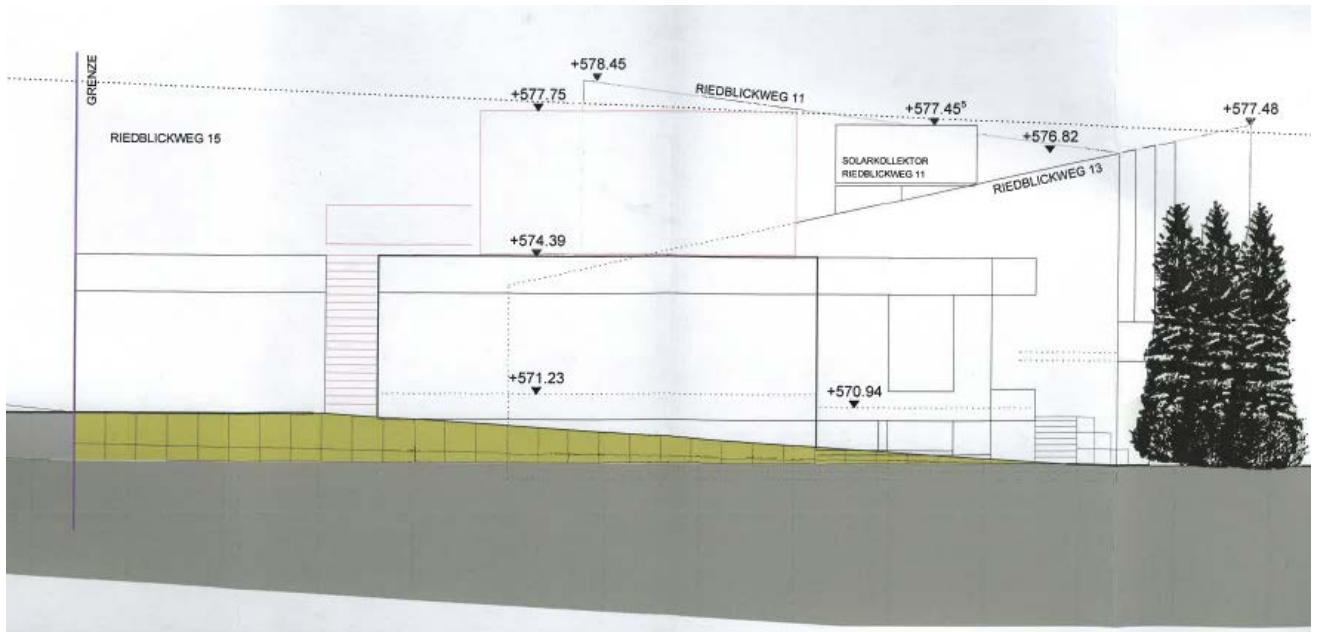 GRENZE
RIEDBLICKWEG 15
+578.45
+577.75
RIEDBLICKWEG 11
+577.45⁵
+577.48
+576.82
SOLARKOLLEKTOR
RIEDBLICKWEG 11
RIEDBLICKWEG 13
+574.39
+571.23
+570.94